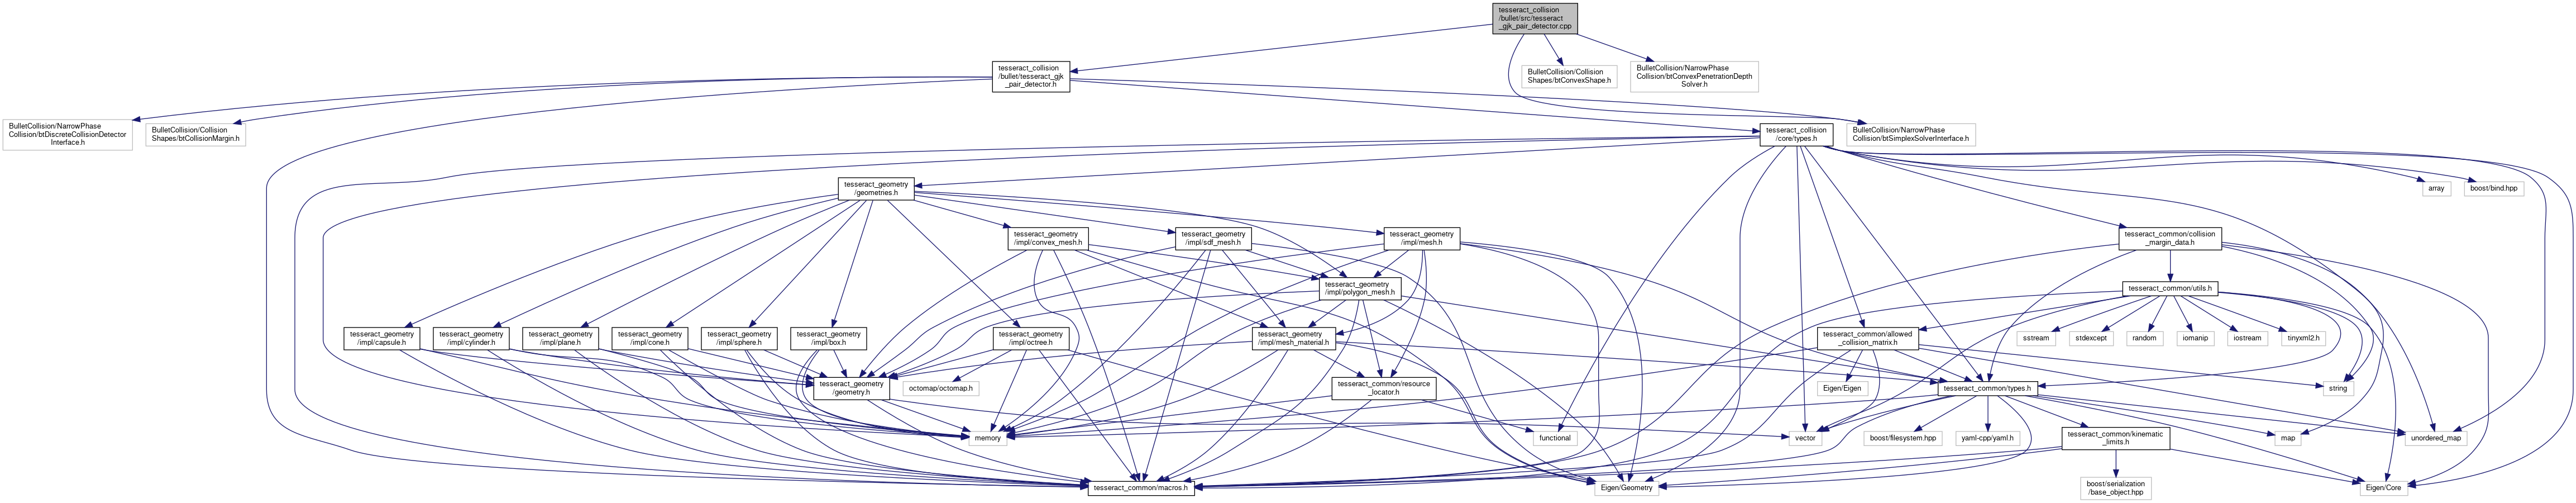 tesseract_collision
/bullet/src/tesseract
_gjk_pair_detector.cpp
tesseract_collision
/bullet/tesseract_gjk
_pair_detector.h
BulletCollision/Collision
Shapes/btConvexShape.h
BulletCollision/NarrowPhase
Collision/btConvexPenetrationDepth
Solver.h
BulletCollision/NarrowPhase
Collision/btDiscreteCollisionDetector
Interface.h
BulletCollision/Collision
Shapes/btCollisionMargin.h
tesseract_collision
/core/types.h
BulletCollision/NarrowPhase
Collision/btSimplexSolverInterface.h
tesseract_geometry
/geometries.h
array
boost/bind.hpp
tesseract_geometry
/impl/convex_mesh.h
tesseract_geometry
/impl/sdf_mesh.h
tesseract_geometry
/impl/mesh.h
tesseract_common/collision
_margin_data.h
tesseract_geometry
/impl/polygon_mesh.h
tesseract_common/utils.h
tesseract_geometry
/impl/capsule.h
tesseract_geometry
/impl/cylinder.h
tesseract_geometry
/impl/plane.h
tesseract_geometry
/impl/cone.h
tesseract_geometry
/impl/sphere.h
tesseract_geometry
/impl/box.h
tesseract_geometry
/impl/octree.h
tesseract_geometry
/impl/mesh_material.h
tesseract_common/allowed
_collision_matrix.h
sstream
stdexcept
random
iomanip
iostream
tinyxml2.h
tesseract_geometry
/geometry.h
octomap/octomap.h
tesseract_common/resource
_locator.h
Eigen/Eigen
tesseract_common/types.h
string
memory
functional
vector
boost/filesystem.hpp
yaml-cpp/yaml.h
tesseract_common/kinematic
_limits.h
map
unordered_map
tesseract_common/macros.h
Eigen/Geometry
boost/serialization
/base_object.hpp
Eigen/Core